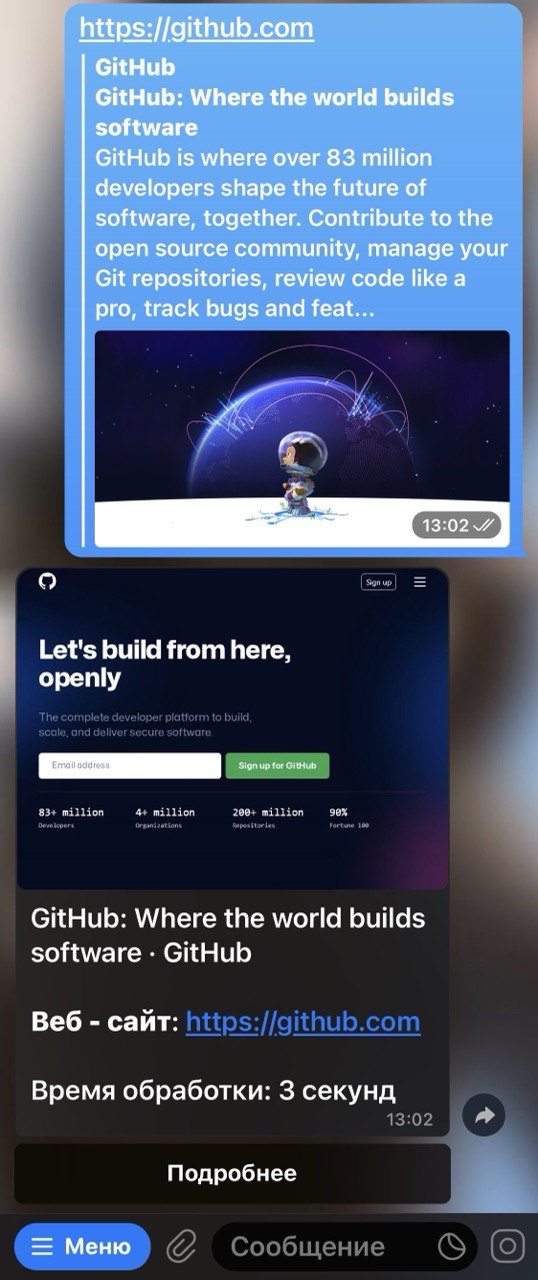 https://github.com
GitHub
GitHub: Where the world builds
software
GitHub is where over 83 million
developers shape the future of
software, together. Contribute to the
open source community, manage your
Git repositories, review code like a
pro, track bugs and feat...
13:02
Sign up
Let's build from here,
openly
The complete developer platform to build,
scale, and deliver secure software.
Email address
Sign up for GitHub
83+ million
4+ million
200+ million
90%
Developers
Organizations
Repositories
Fortune 100
GitHub: Where the world builds
software · GitHub
Веб - сайт: https://github.com
Время обработки: 3 секунд
13:02
Подробнее
Меню
Сообщение